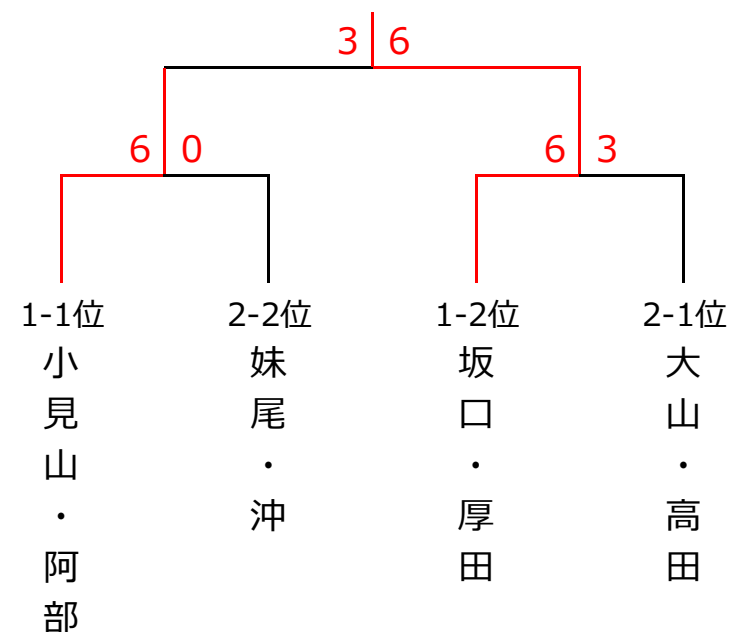 3 6
6 0
6 3
1-1位
2-2位
1-2位
2-1位
小見山・阿部
妹尾・沖
坂口・厚田
大山・高田